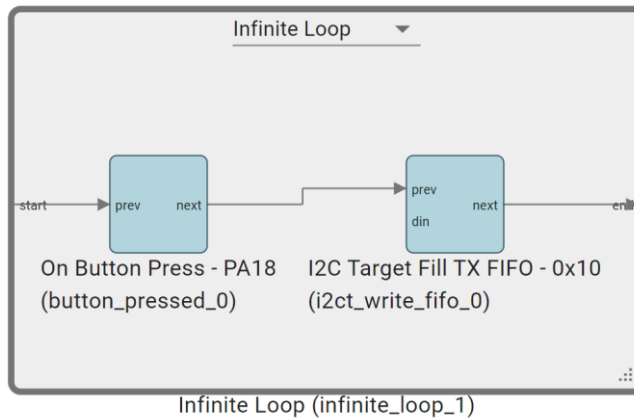 Infinite Loop
start
prev
next
prev
din
next
end
On Button Press - PA18
(button_pressed_0)
I2C Target Fill TX FIFO - 0x10
(i2ct_write_fifo_0)
Infinite Loop (infinite_loop_1)